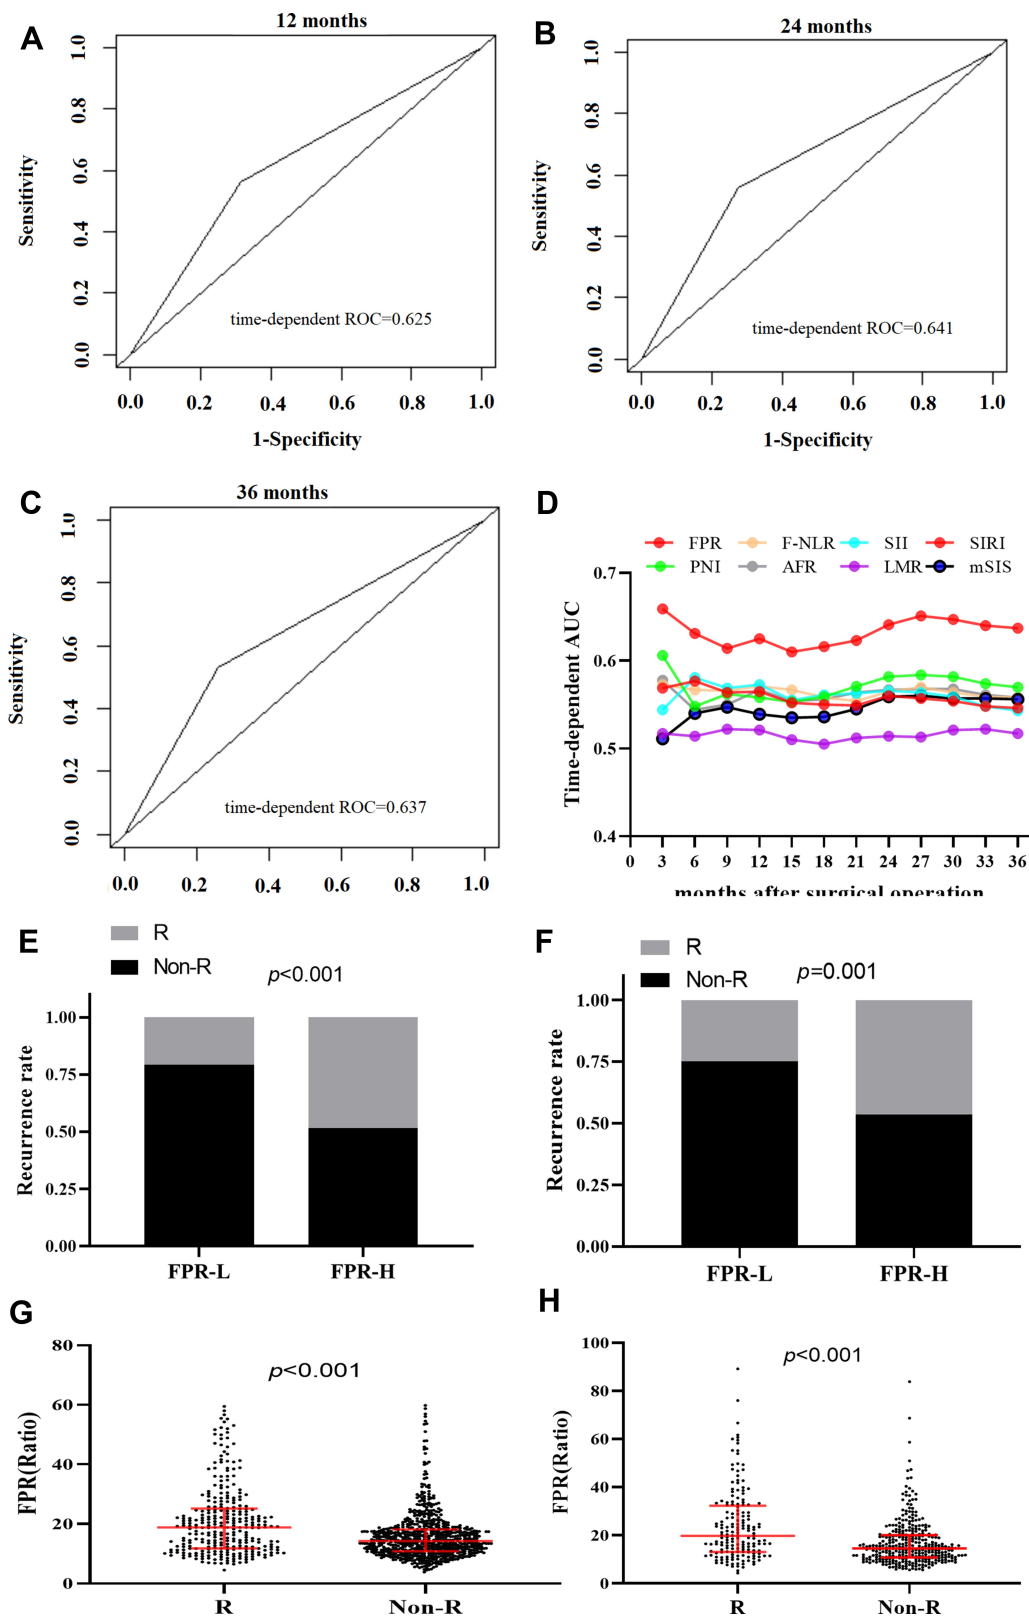 A
12 months
1.0
0.8
0.6
0.4
0.2
0.0
Sensitivity
time-dependent ROC=0.625
0.0 0.2 0.4 0.6 0.8 1.0
1-Specificity
B
24 months
1.0
0.8
0.6
0.4
0.2
0.0
Sensitivity
time-dependent ROC=0.641
0.0 0.2 0.4 0.6 0.8 1.0
1-Specificity
C
36 months
1.0
0.8
0.6
0.4
0.2
0.0
Sensitivity
time-dependent ROC=0.637
0.0 0.2 0.4 0.6 0.8 1.0
D
FPR F-NLR SII SIRI
PNI AFR LMR mSIS
0.7
0.6
0.5
0.4
Time-dependent AUC
0 3 6 9 12 15 18 21 24 27 30 33 36
months after surgical operation
E
R
Non-R
p<0.001
1.00
0.75
0.50
0.25
0.00
Recurrence rate
FPR-L FPR-H
F
R
Non-R
p=0.001
1.00
0.75
0.50
0.25
0.00
Recurrence rate
FPR-L FPR-H
G
80
60
40
20
0
FPR(Ratio)
p<0.001
R Non-R
H
100
80
60
40
20
0
FPR(Ratio)
p<0.001
R Non-R